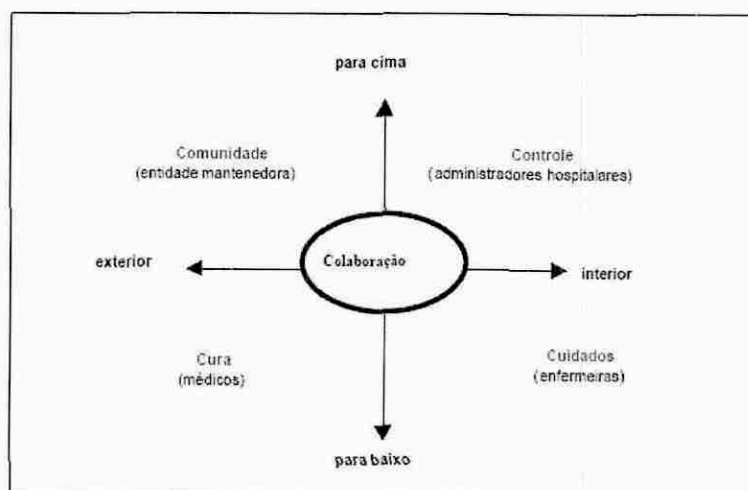 para cima
Comunidade
(entidade mantenedora)
Controle
(administradores hospitalares)
exterior
Colaboração
interior
Cura
(médicos)
Cuidados
(enfermeiras)
para baixo